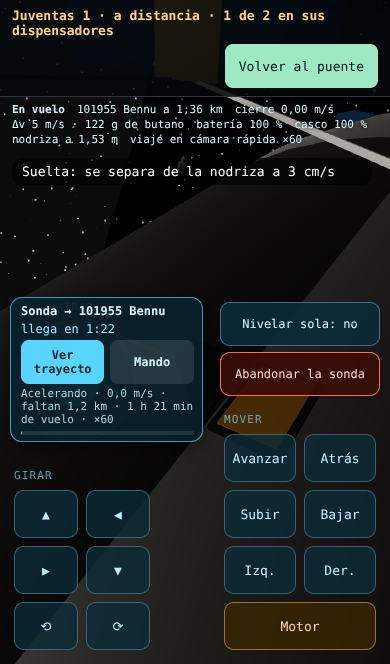 Juventas 1 · a distancia · 1 de 2 en sus
dispensadores
Volver al puente
En vuelo 101955 Bennu a 1,36 km cierre 0,00 m/s
Δv 5 m/s · 122 g de butano batería 100 % casco 100 %
nodriza a 1,53 m viaje en cámara rápida ×60
Suelta: se separa de la nodriza a 3 cm/s
Sonda → 101955 Bennu
llega en 1:22
Ver
trayecto
Mando
Acelerando · 0,0 m/s ·
faltan 1,2 km · 1 h 21 min
de vuelo · ×60
Nivelar sola: no
Abandonar la sonda
MOVER
Avanzar
Atrás
Subir
Bajar
Izq.
Der.
Motor
GIRAR
▲
◀
▶
▼
⟲
⟳